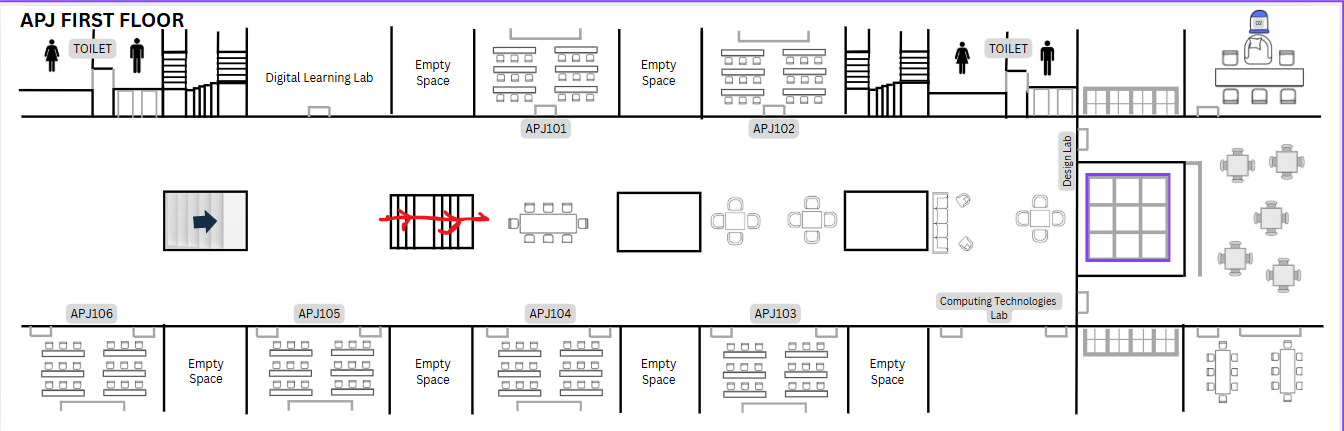 APJ FIRST FLOOR
TOILET
Digital Learning Lab
Empty
Space
Empty
Space
TOILET
APJ101
APJ102
Design Lab
APJ106
APJ105
APJ104
APJ103
Computing Technologies
Lab
Empty
Space
Empty
Space
Empty
Space
Empty
Space